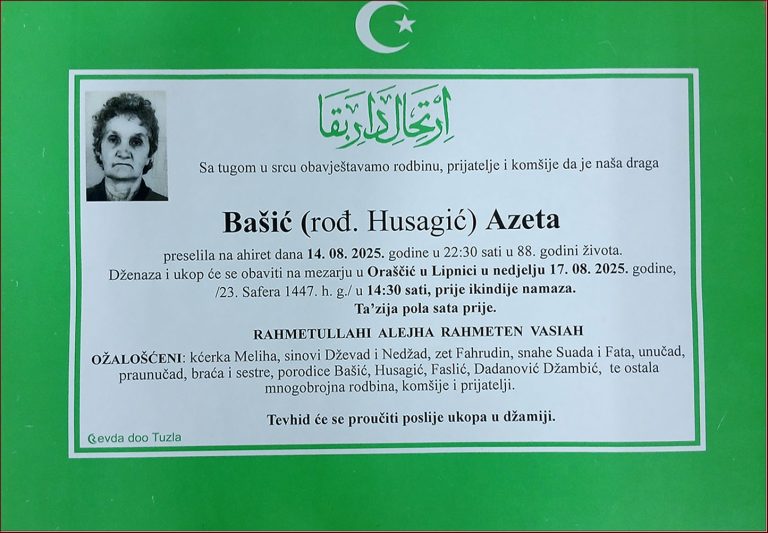 اِرْتِحَالِ دَارِ بَقَا
Sa tugom u srcu obavještavamo rodbinu, prijatelje i komšije da je naša draga
Bašić (rođ. Husagić) Azeta
preselila na ahiret dana 14. 08. 2025. godine u 22:30 sati u 88. godini života.
Dženaza i ukop će se obaviti na mezarju u Oraščić u Lipnici u nedjelju 17. 08. 2025. godine,
/23. Safera 1447. h. g./ u 14:30 sati, prije ikindije namaza.
Ta’zija pola sata prije.
RAHMETULLAHI ALEJHA RAHMETEN VASIAH
OŽALOŠĆENI: kćerka Meliha, sinovi Dževad i Nedžad, zet Fahrudin, snahe Suada i Fata, unučad,
praunučad, braća i sestre, porodice Bašić, Husagić, Faslić, Dadanović Džambić, te ostala
mnogobrojna rodbina, komšije i prijatelji.
Tevhid će se proučiti poslije ukopa u džamiji.
evda doo Tuzla